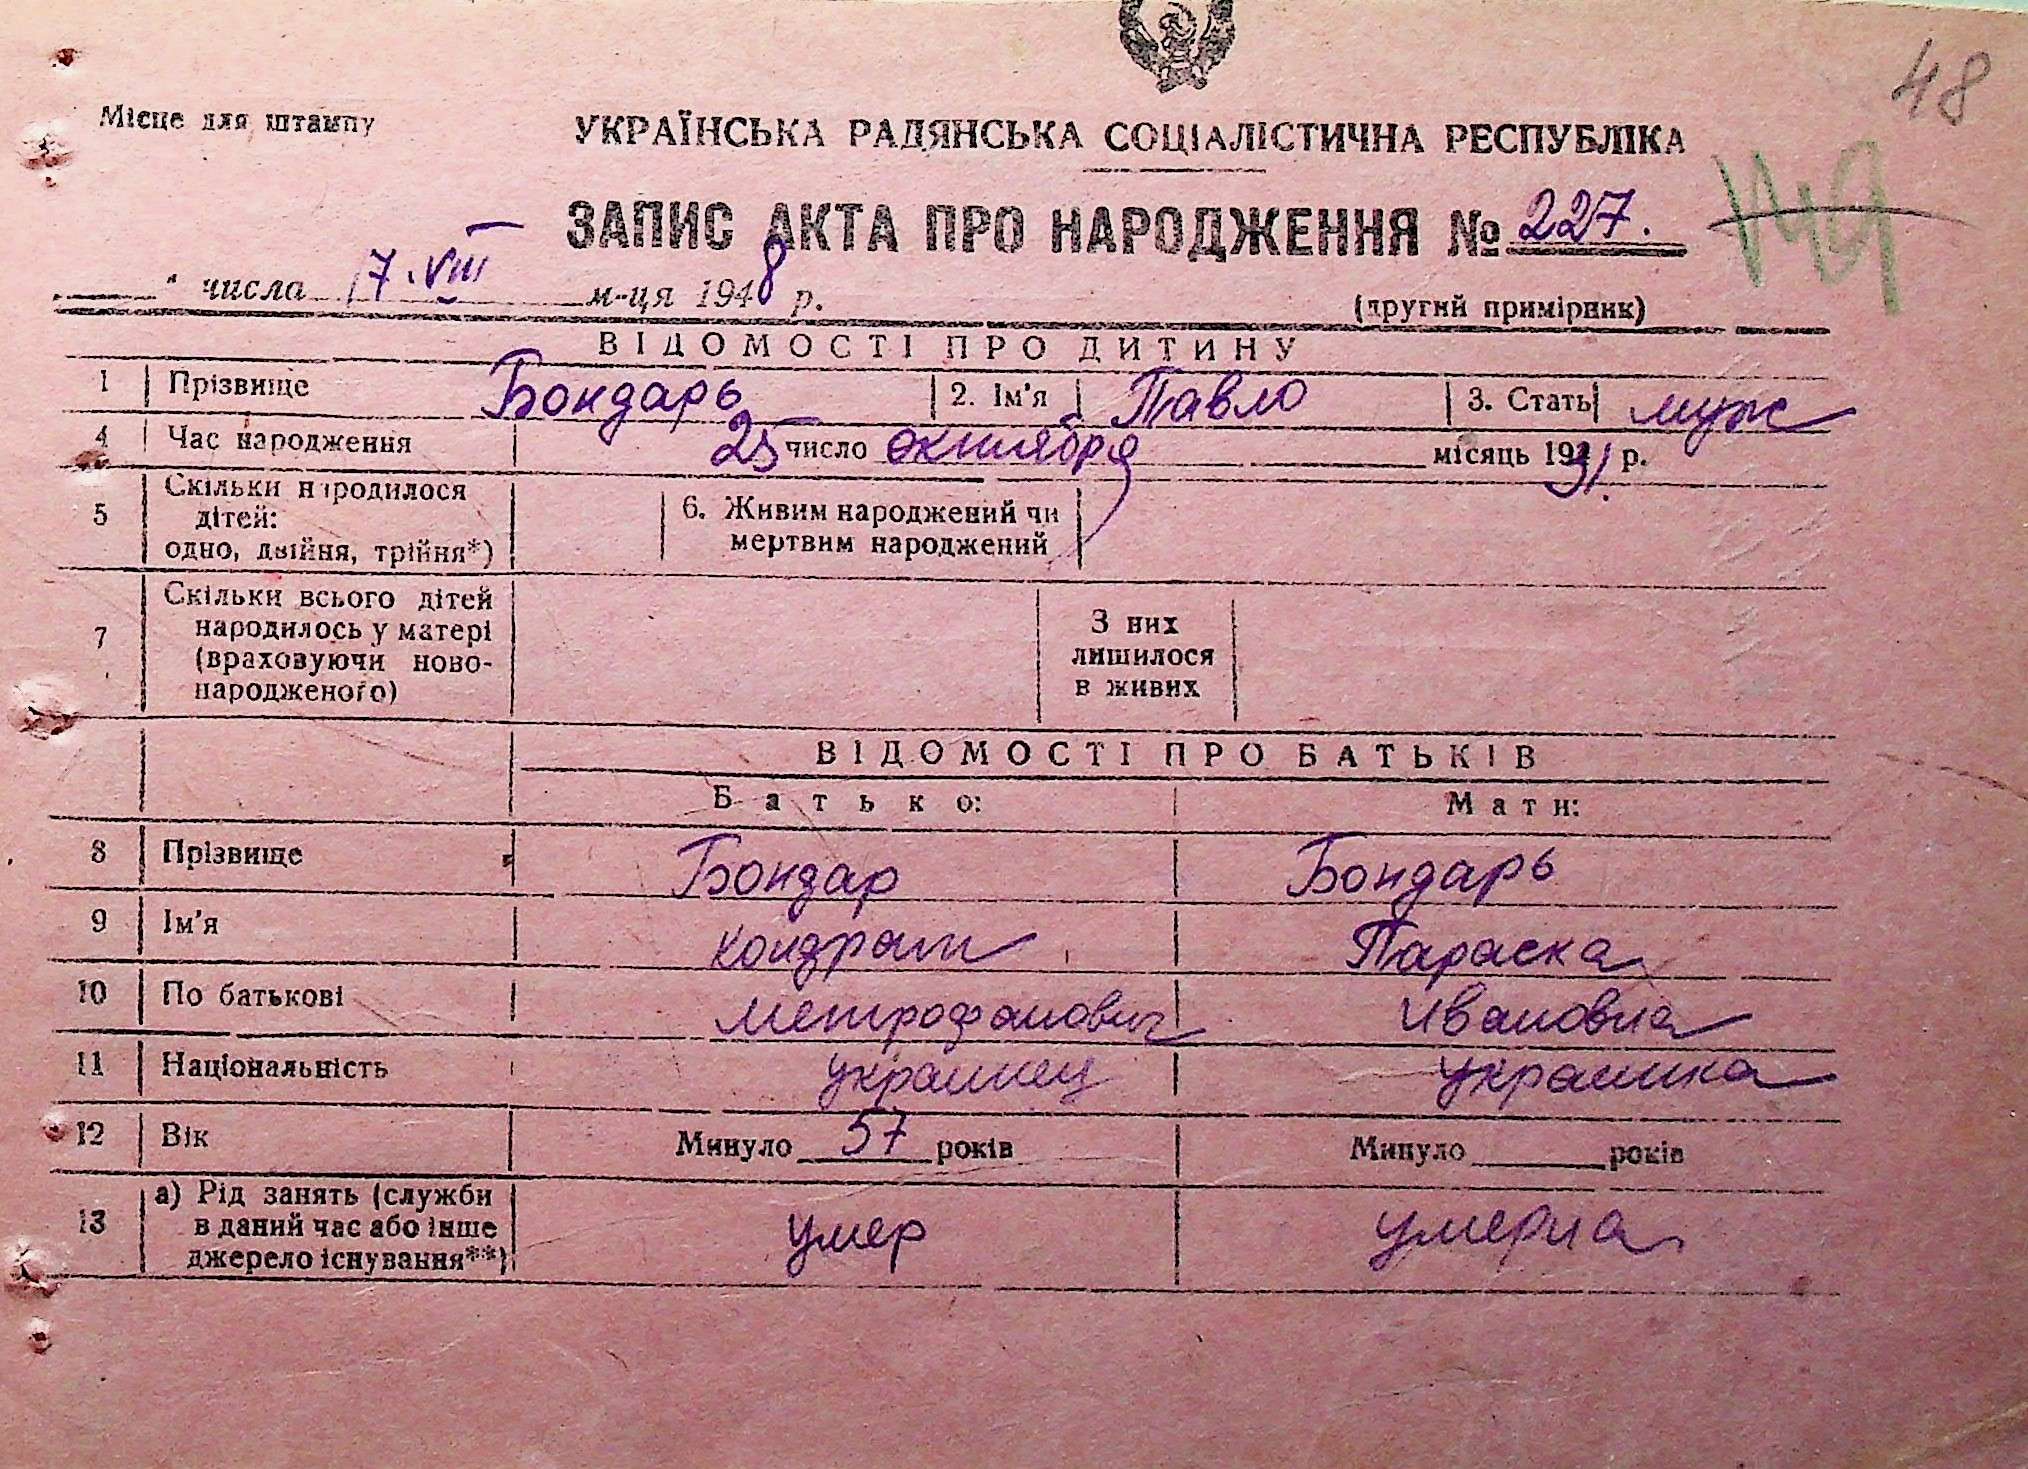 48
Місце для штампу
УКРАЇНСЬКА РАДЯНСЬКА СОЦІАЛІСТИЧНА РЕСПУБЛІКА
ЗАПИС АКТА ПРО НАРОДЖЕННЯ № 227.
" числа 17.VIII м-ця 1948 р.
(другий примірник)
ВІДОМОСТІ ПРО ДИТИНУ
1 Прізвище Бондарь 2. Ім'я Павло 3. Стать муж
4 Час народження 25 число октября місяць 1931 р.
5 Скільки народилося
дітей:
одно, двійня, трійня*)
6. Живим народжений чи
мертвим народжений
7 Скільки всього дітей
народилось у матері
(враховуючи ново-
народженого)
З них
лишилося
в живих
ВІДОМОСТІ ПРО БАТЬКІВ
Батько: Мати:
8 Прізвище Бондар Бондарь
9 Ім'я Кондрат Параска
10 По батькові Метрофанович Ивановна
11 Національність украинец украинка
12 Вік Минуло 57 років Минуло років
13 а) Рід занять (служби
в даний час або інше
джерело існування**)
умер умерла